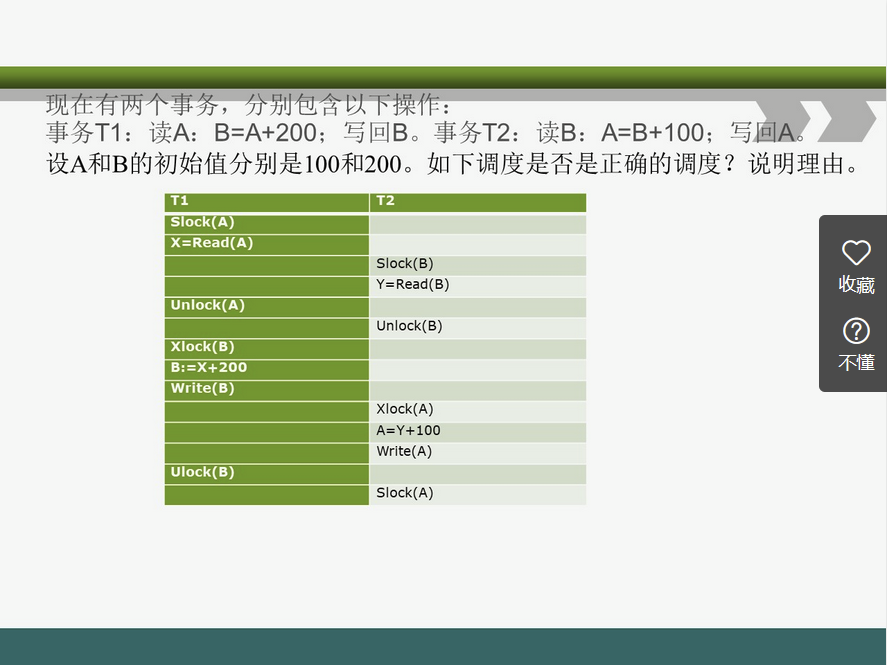 现在有两个事务，分别包含以下操作：
事务T1：读A：B=A+200；写回B。事务T2：读B：A=B+100；写回A。
设A和B的初始值分别是100和200。如下调度是否是正确的调度？说明理由。
T1 T2
Slock(A)
X=Read(A)
Slock(B)
Y=Read(B)
Unlock(A)
Unlock(B)
Xlock(B)
B:=X+200
Write(B)
Xlock(A)
A=Y+100
Write(A)
Ulock(B)
Slock(A)
收藏
不懂